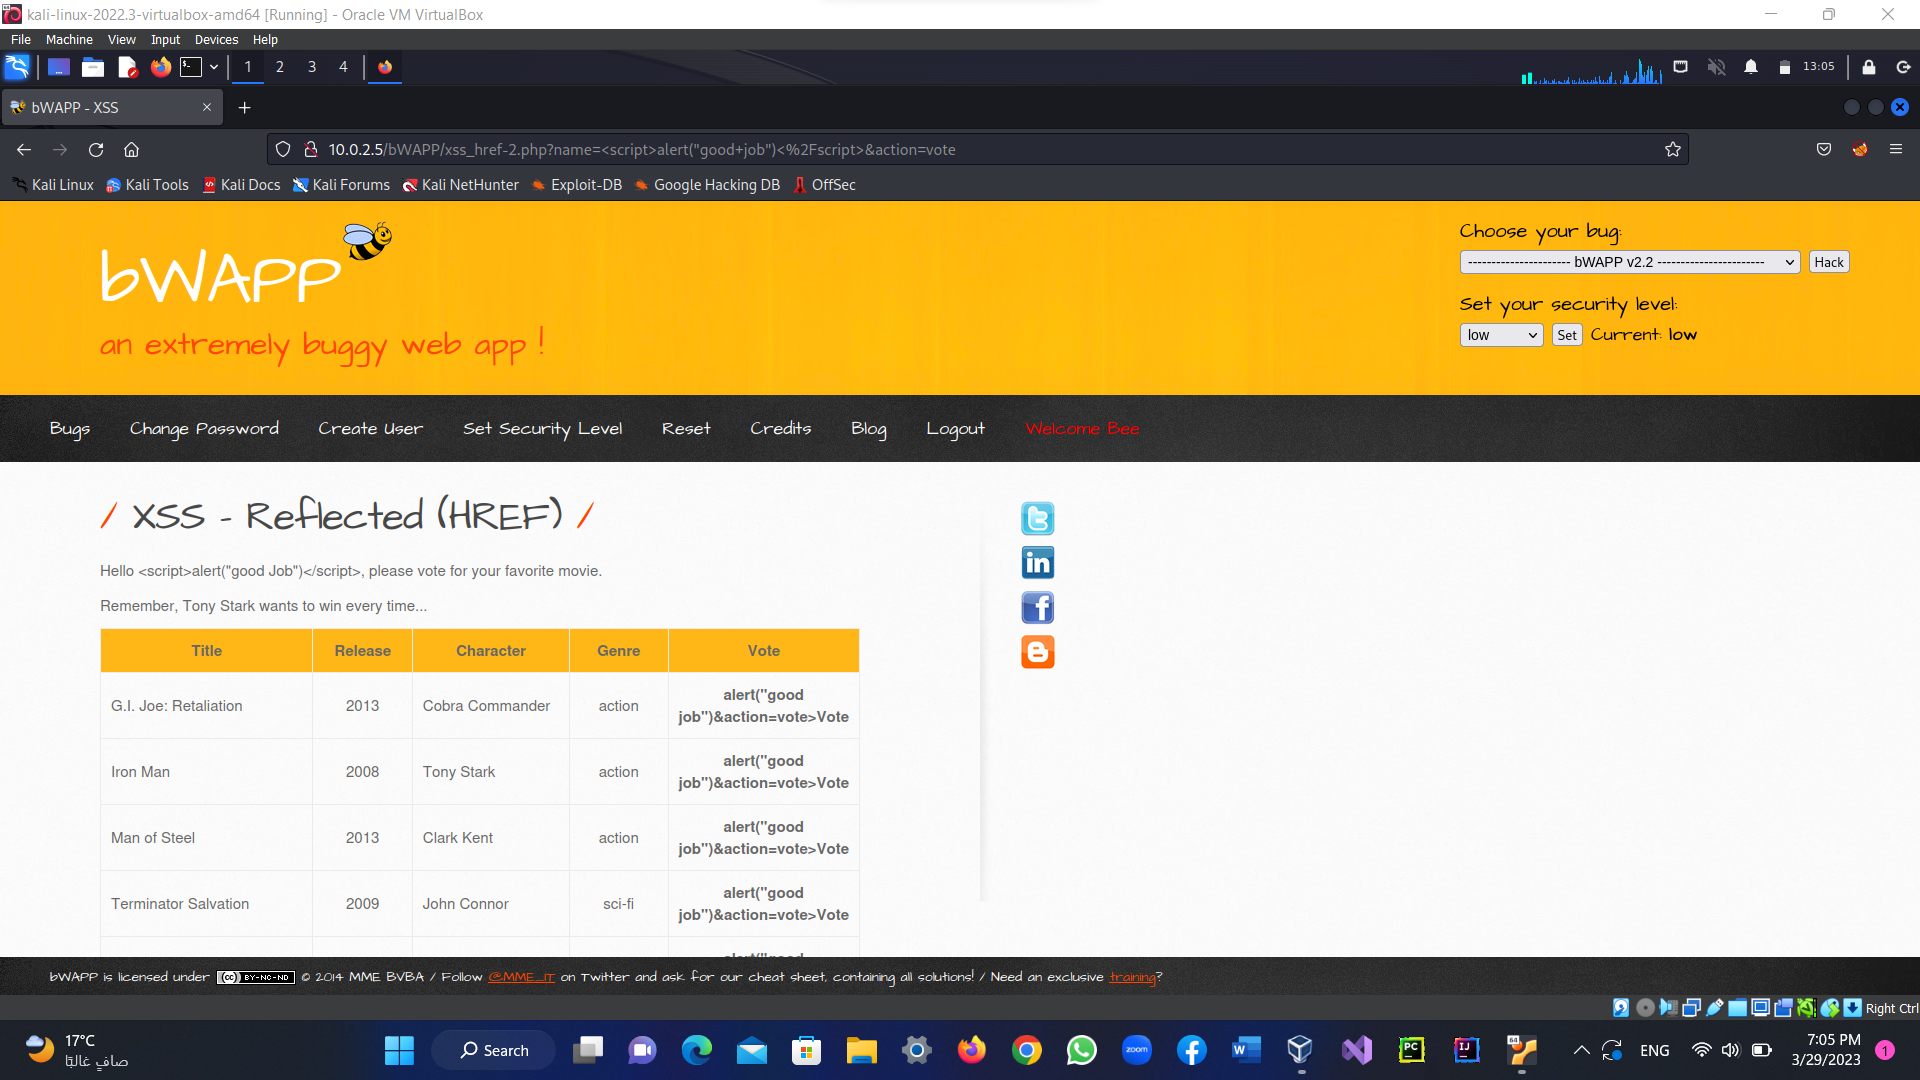 kali-linux-2022.3-virtualbox-amd64 [Running] - Oracle VM VirtualBox
File Machine View Input Devices Help
1 2 3 4
13:05
bWAPP - XSS
10.0.2.5/bWAPP/xss_href-2.php?name=<script>alert("good+job")<%2Fscript>&action=vote
Kali Linux Kali Tools Kali Docs Kali Forums Kali NetHunter Exploit-DB Google Hacking DB OffSec
bWAPP
an extremely buggy web app !
Choose your bug:
---------------------- bWAPP v2.2 ----------------------- Hack
Set your security level:
low Set Current: low
Bugs Change Password Create User Set Security Level Reset Credits Blog Logout Welcome Bee
/ XSS - Reflected (HREF) /
Hello <script>alert("good Job")</script>, please vote for your favorite movie.
Remember, Tony Stark wants to win every time...
Title Release Character Genre Vote
G.I. Joe: Retaliation 2013 Cobra Commander action alert("good job")&action=vote>Vote
Iron Man 2008 Tony Stark action alert("good job")&action=vote>Vote
Man of Steel 2013 Clark Kent action alert("good job")&action=vote>Vote
Terminator Salvation 2009 John Connor sci-fi alert("good job")&action=vote>Vote
alert("good
bWAPP is licensed under (cc) BY-NC-ND © 2014 MME BVBA / Follow @MME_IT on Twitter and ask for our cheat sheet, containing all solutions! / Need an exclusive training?
Right Ctrl
17°C
صافٍ غالبًا
Search
zoom
ENG
7:05 PM
3/29/2023
1